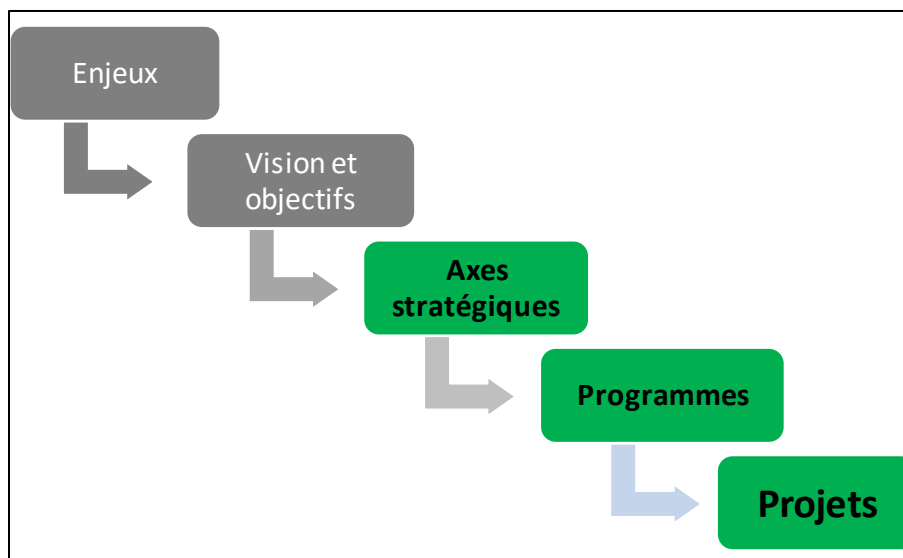 Enjeux
Vision et
objectifs
Axes
stratégiques
Programmes
Projets